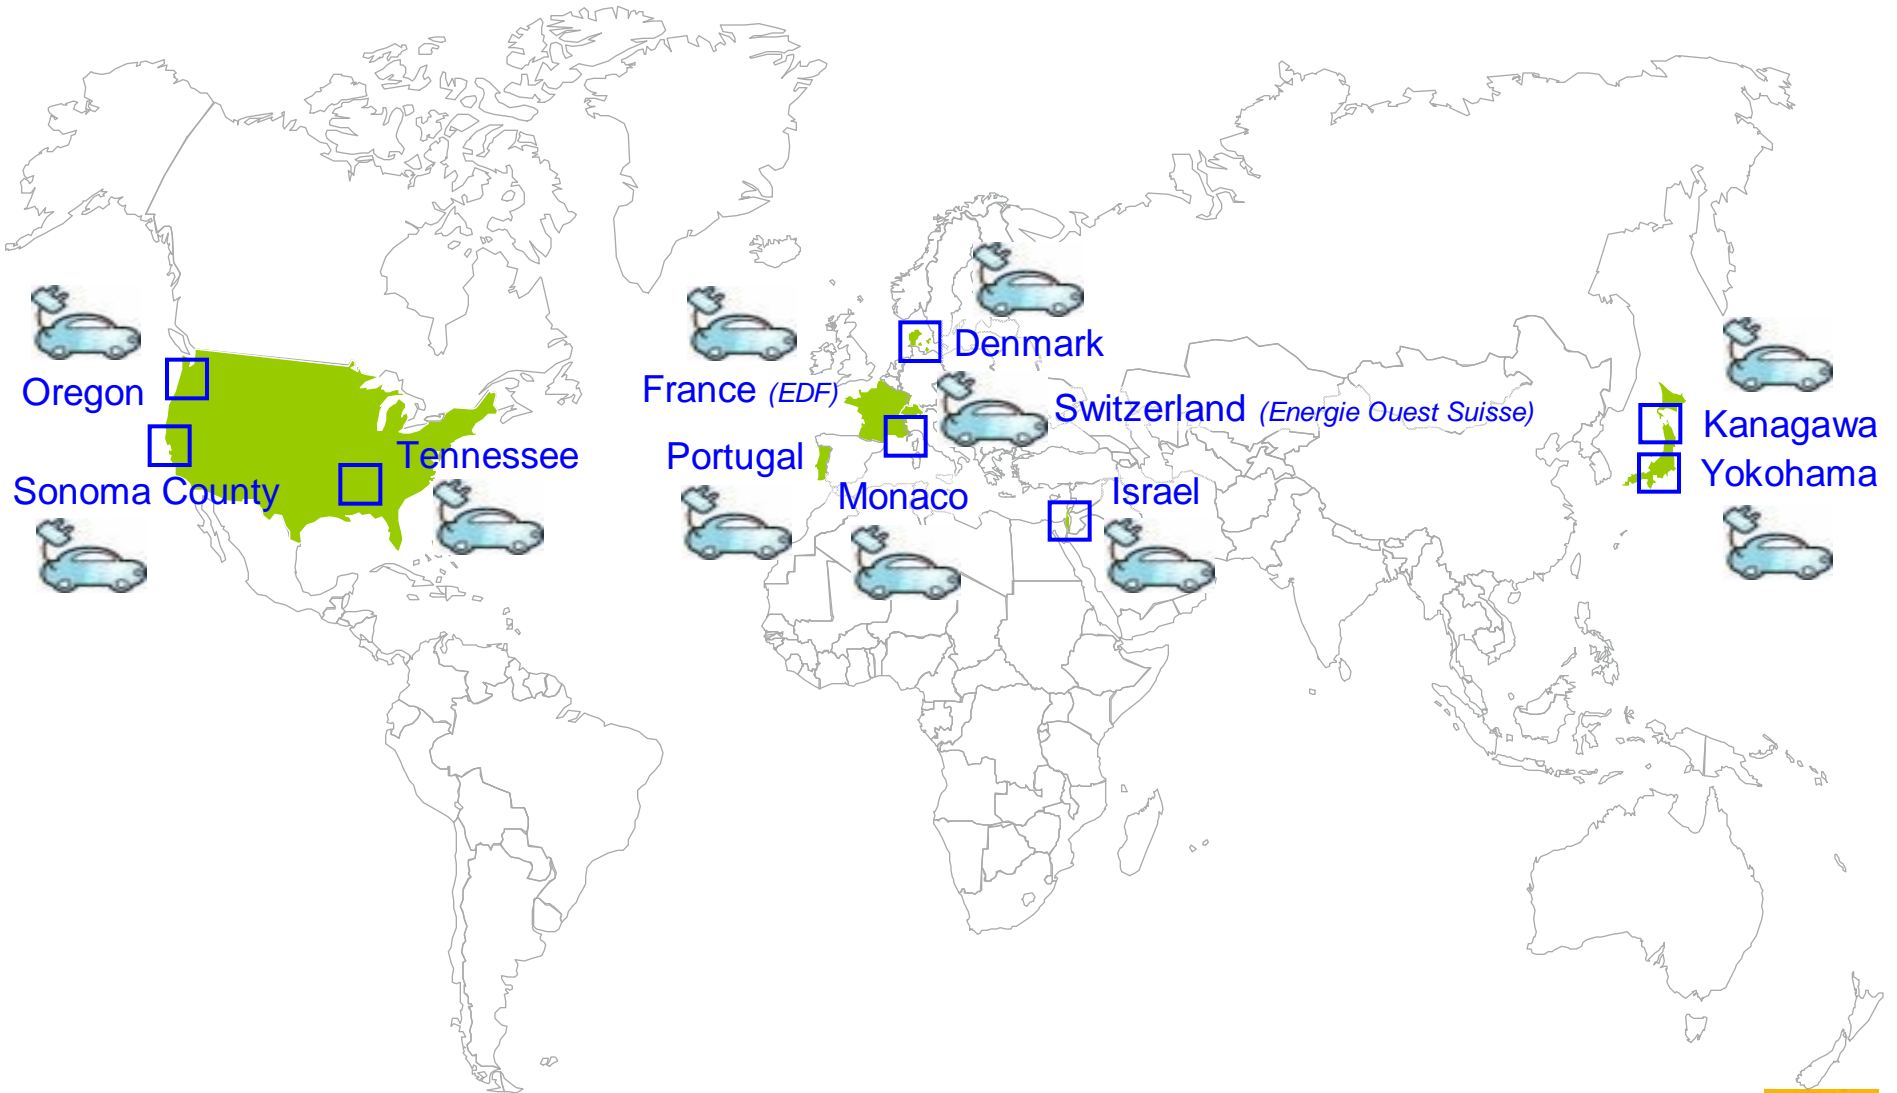 Oregon
Sonoma County
Tennessee
France (EDF)
Portugal
Monaco
Denmark
Switzerland (Energie Ouest Suisse)
Israel
Kanagawa
Yokohama